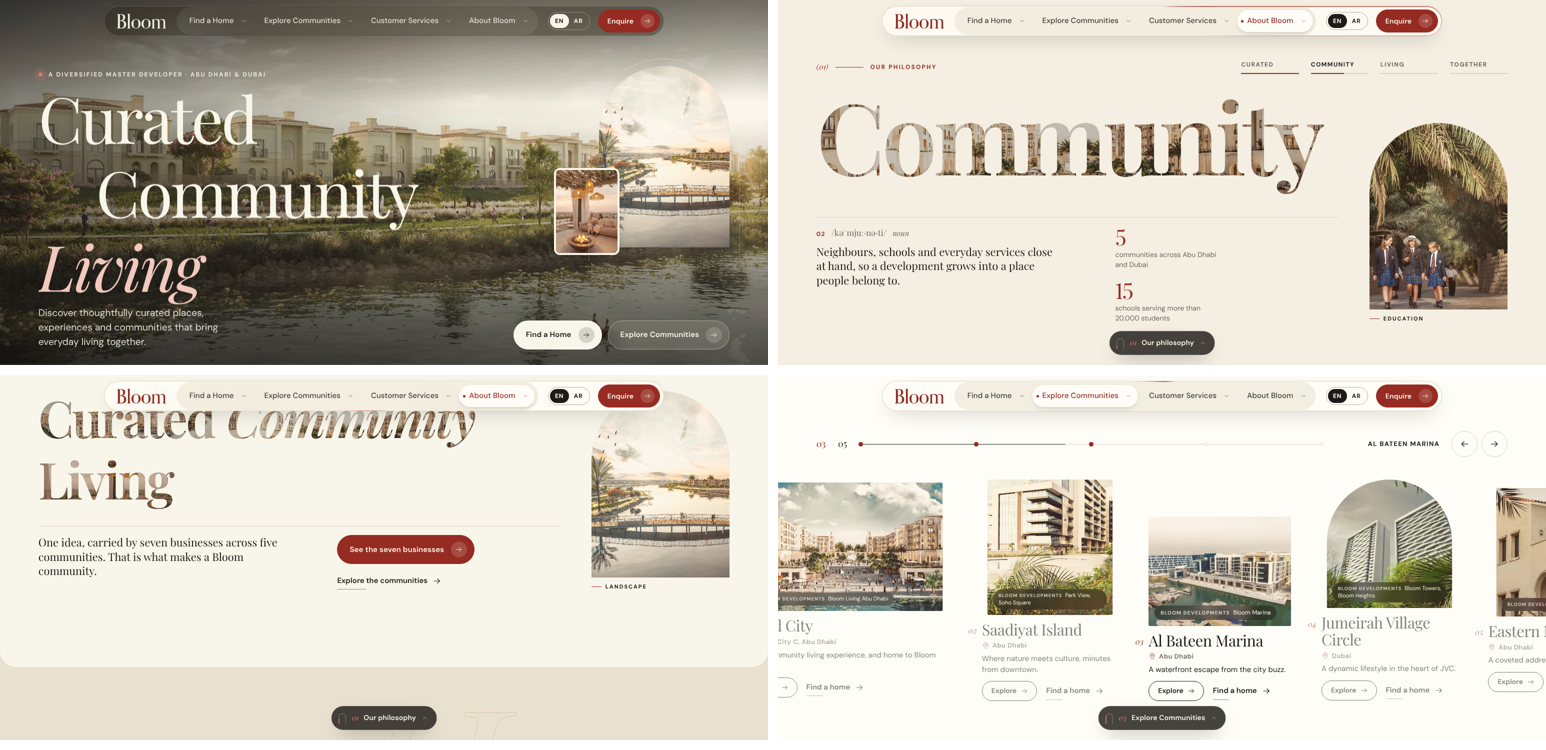 Bloom
Find a Home
Explore Communities
Customer Services
About Bloom
EN AR
Enquire
A DIVERSIFIED MASTER DEVELOPER · ABU DHABI & DUBAI
Curated
Community
Living
Discover thoughtfully curated places,
experiences and communities that bring
everyday living together.
Find a Home
Explore Communities
Bloom
Find a Home
Explore Communities
Customer Services
About Bloom
EN AR
Enquire
(01) OUR PHILOSOPHY
CURATED
COMMUNITY
LIVING
TOGETHER
Community
02 /kəˈmjuː·nə·ti/ noun
Neighbours, schools and everyday services close
at hand, so a development grows into a place
people belong to.
5
communities across Abu Dhabi
and Dubai
15
schools serving more than
20,000 students
EDUCATION
01 Our philosophy
Bloom
Find a Home
Explore Communities
Customer Services
About Bloom
EN AR
Enquire
Curated Community
Living
One idea, carried by seven businesses across five
communities. That is what makes a Bloom
community.
See the seven businesses
Explore the communities
LANDSCAPE
01 Our philosophy
Bloom
Find a Home
Explore Communities
Customer Services
About Bloom
EN AR
Enquire
03 / 05
AL BATEEN MARINA
DEVELOPMENTS Bloom Living Abu Dhabi
d City
City C, Abu Dhabi
mmunity living experience, and home to Bloom
Find a home
BLOOM DEVELOPMENTS Park View,
Soho Square
02 Saadiyat Island
Abu Dhabi
Where nature meets culture, minutes
from downtown.
Explore
Find a home
BLOOM DEVELOPMENTS Bloom Marina
03 Al Bateen Marina
Abu Dhabi
A waterfront escape from the city buzz.
Explore
Find a home
BLOOM DEVELOPMENTS Bloom Towers,
Bloom Heights
04 Jumeirah Village
Circle
Dubai
A dynamic lifestyle in the heart of JVC.
Explore
Find a home
BLOOM DEVE
05 Eastern
Abu Dhabi
A coveted addre
Explore
03 Explore Communities